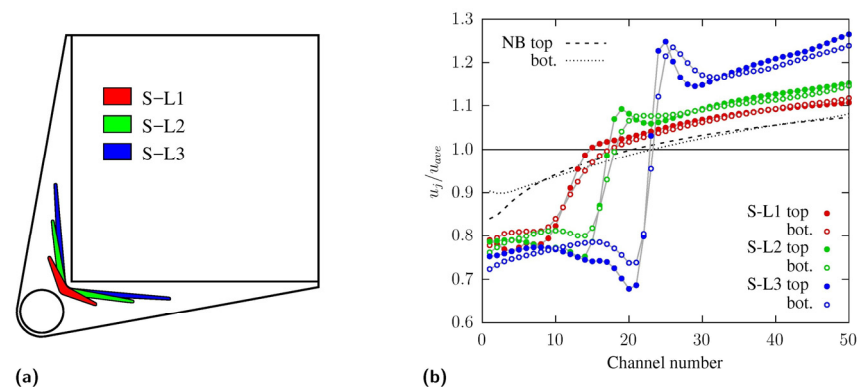 S-L1
S-L2
S-L3
(a)
1.3
1.2
1.1
1.0
0.9
0.8
0.7
0.6
u_j/u_ave
NB top
bot.
S-L1 top
bot.
S-L2 top
bot.
S-L3 top
bot.
0 10 20 30 40 50
Channel number
(b)